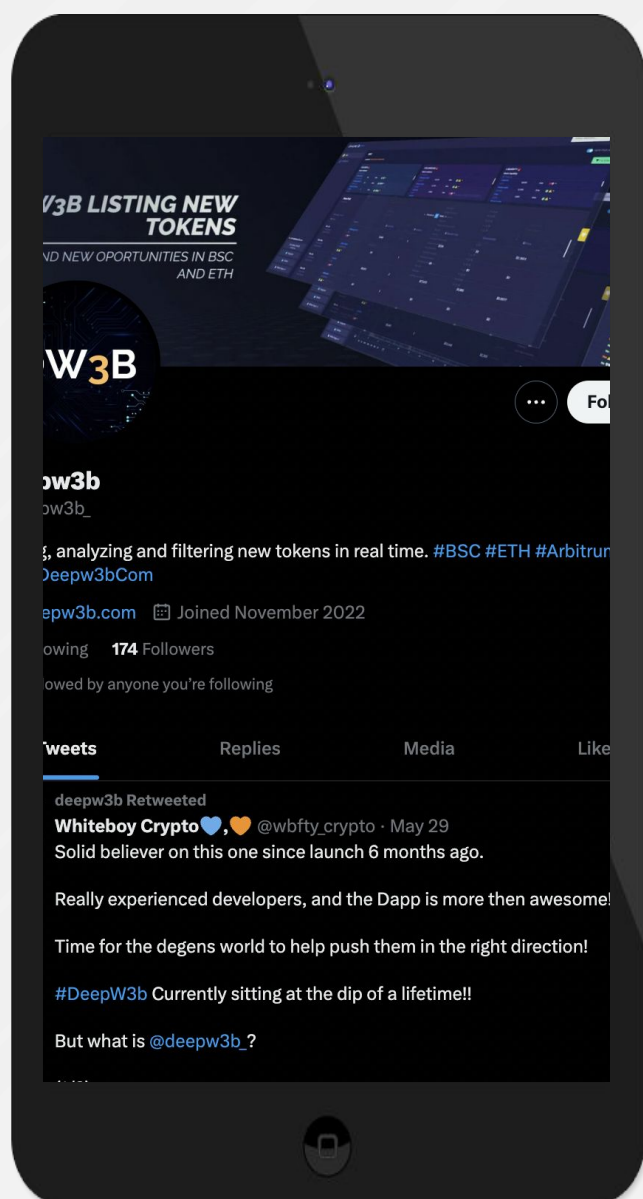 W3B LISTING NEW
TOKENS
ND NEW OPORTUNITIES IN BSC
AND ETH
W3B
pw3b
pw3b_
Fol
g, analyzing and filtering new tokens in real time. #BSC #ETH #Arbitrum
Deepw3bCom
epw3b.com Joined November 2022
owing 174 Followers
lowed by anyone you’re following
Tweets Replies Media Like
deepw3b Retweeted
Whiteboy Crypto💙,🧡 @wbfty_crypto · May 29
Solid believer on this one since launch 6 months ago.
Really experienced developers, and the Dapp is more then awesome!
Time for the degens world to help push them in the right direction!
#DeepW3b Currently sitting at the dip of a lifetime!!
But what is @deepw3b_?